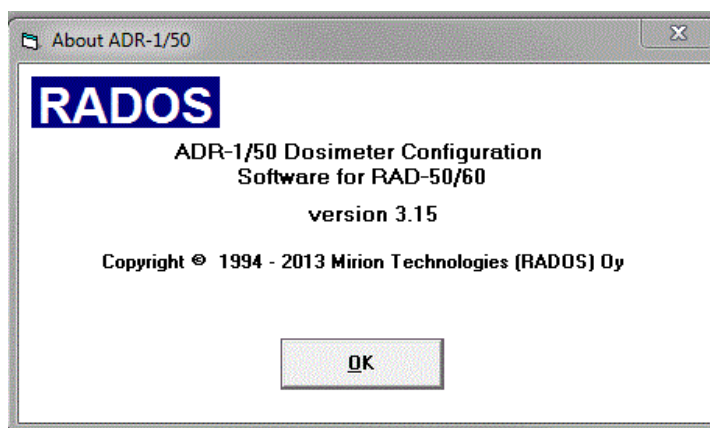 About ADR-1/50
RADOS
ADR-1/50 Dosimeter Configuration
Software for RAD-50/60
version 3.15
Copyright © 1994 - 2013 Mirion Technologies (RADOS) Oy
OK